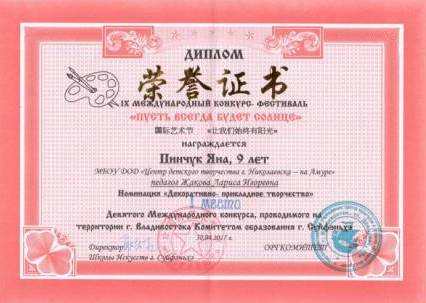 ДИПЛОМ
荣誉证书
IX МЕЖДУНАРОДНЫЙ КОНКУРС- ФЕСТИВАЛЬ
«ПУСТЬ ВСЕГДА БУДЕТ СОЛНЦЕ»
国际艺术节 «让我们始终有阳光»
НАГРАЖДАЕТСЯ
Пинчук Яна, 9 лет
МБОУ ДОД «Центр детского творчества г. Николаевска – на Амуре»
педагог Жакова Лариса Игоревна
Номинация «Декоративно- прикладное творчество»
I место
Девятого Международного конкурса, проводимого на
территории г. Владивостока Комитетом образования г. Суйфэньхэ
30.04.2017 г.
Директор ОРГКОМИТЕТ
Школы Искусств г. Суйфэньхэ